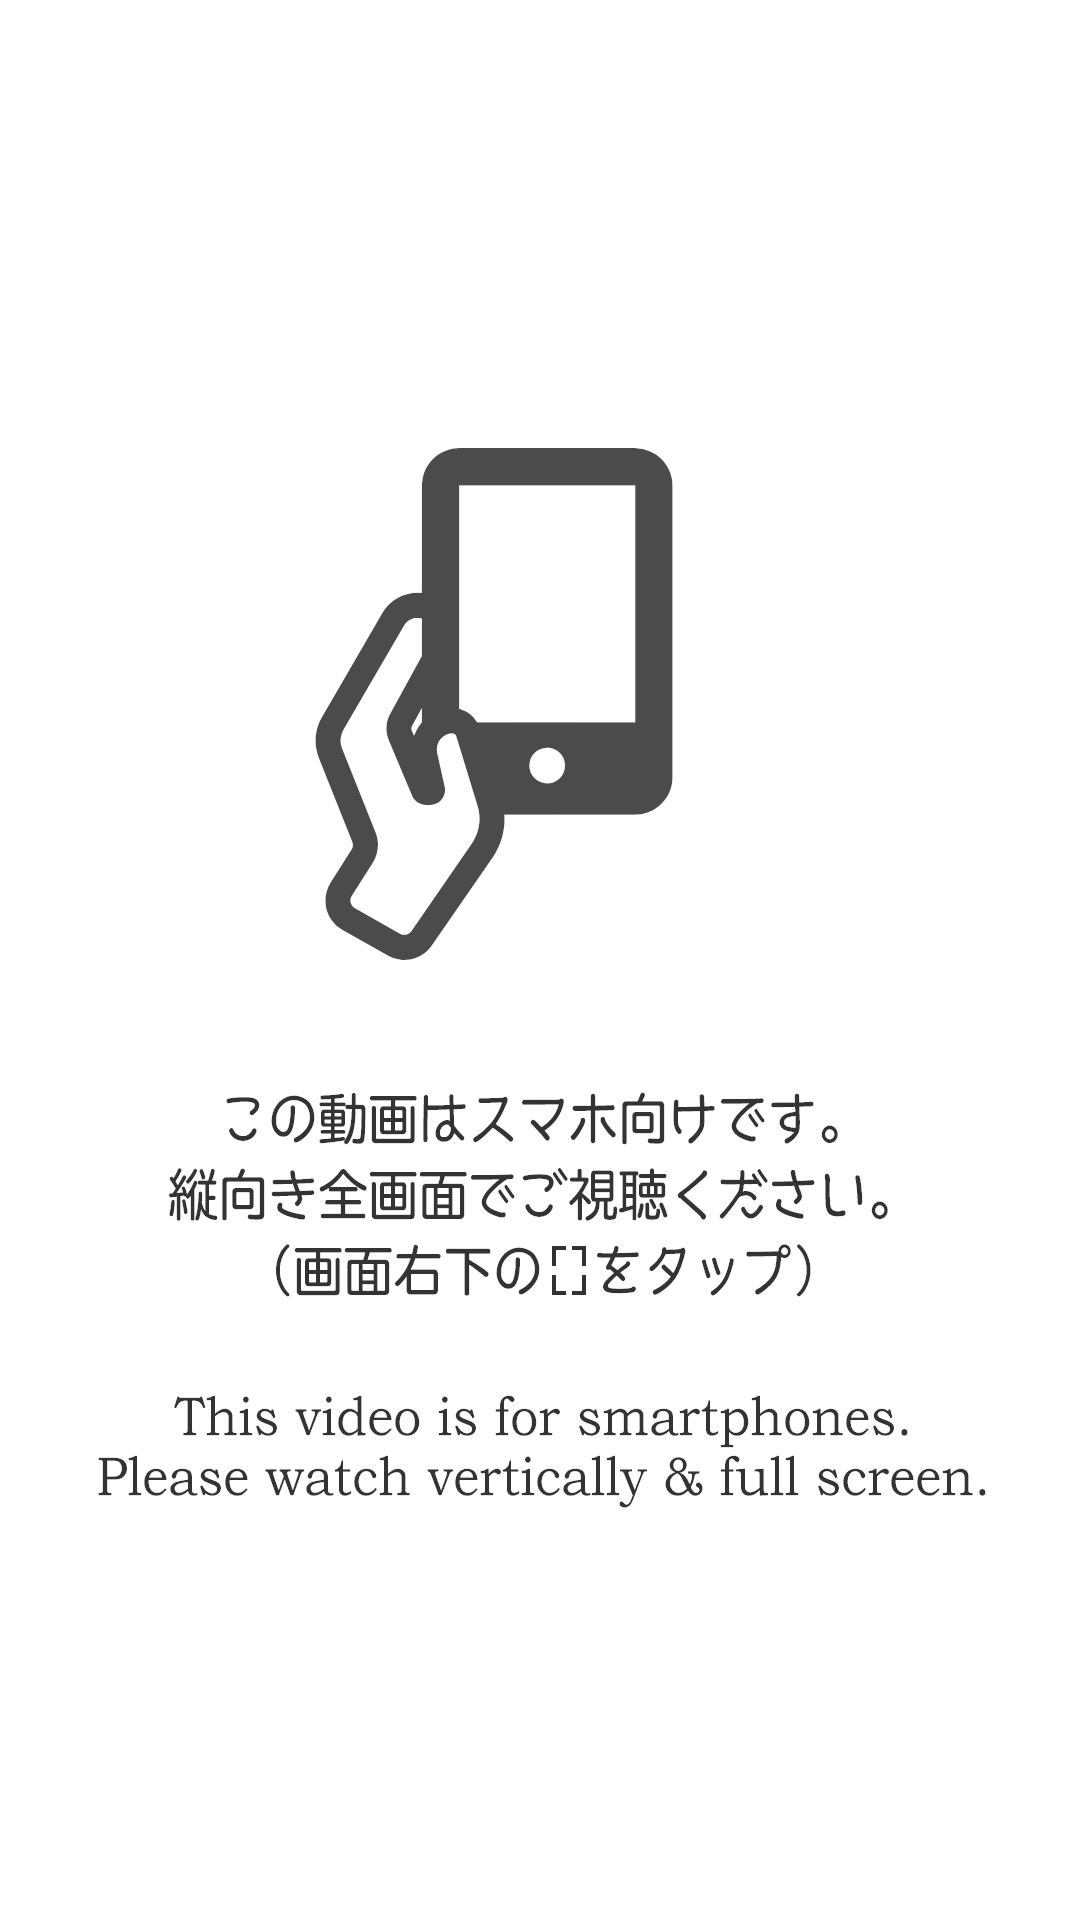 この動画はスマホ向けです。
縦向き全画面でご視聴ください。
（画面右下の[]をタップ）
This video is for smartphones.
Please watch vertically & full screen.